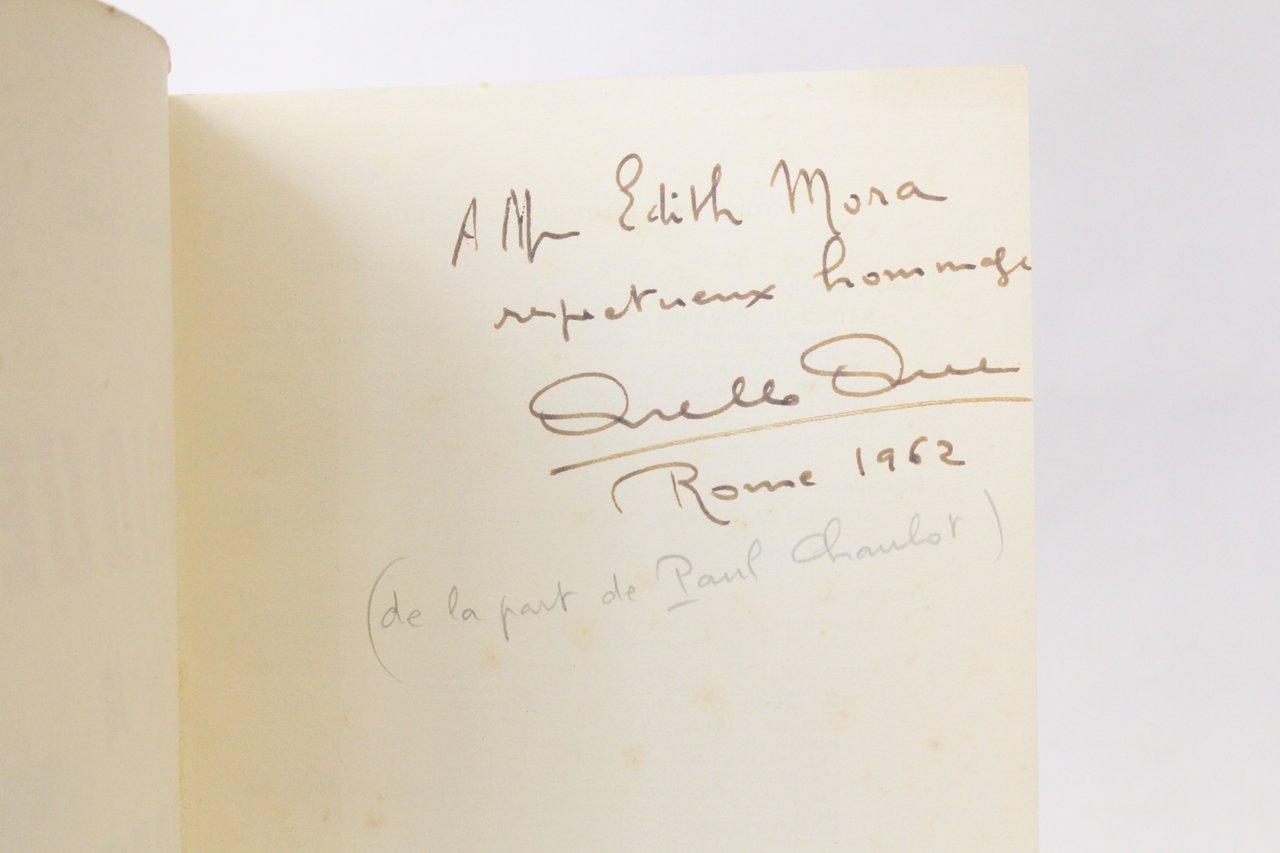 A Mme Edith Mora
respectueux hommage
Rome 1962
(de la part de Paul Chaulot)